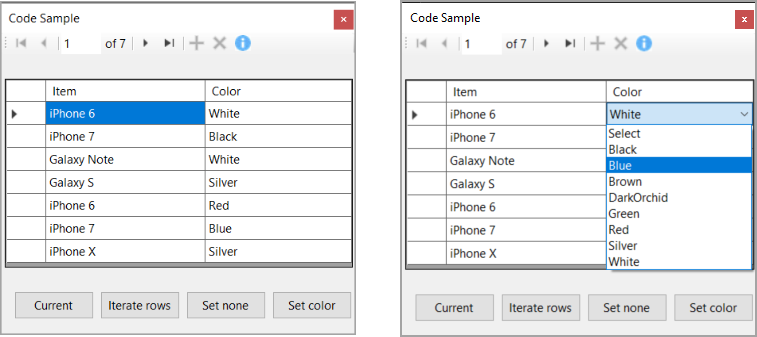 Code Sample
1 of 7
Item Color
iPhone 6 White
iPhone 7 Black
Galaxy Note White
Galaxy S Silver
iPhone 6 Red
iPhone 7 Blue
iPhone X Silver
Current Iterate rows Set none Set color
Code Sample
1 of 7
Item Color
iPhone 6 White
iPhone 7
Galaxy Note
Galaxy S
iPhone 6
iPhone 7
iPhone X
Select
Black
Blue
Brown
DarkOrchid
Green
Red
Silver
White
Current Iterate rows Set none Set color